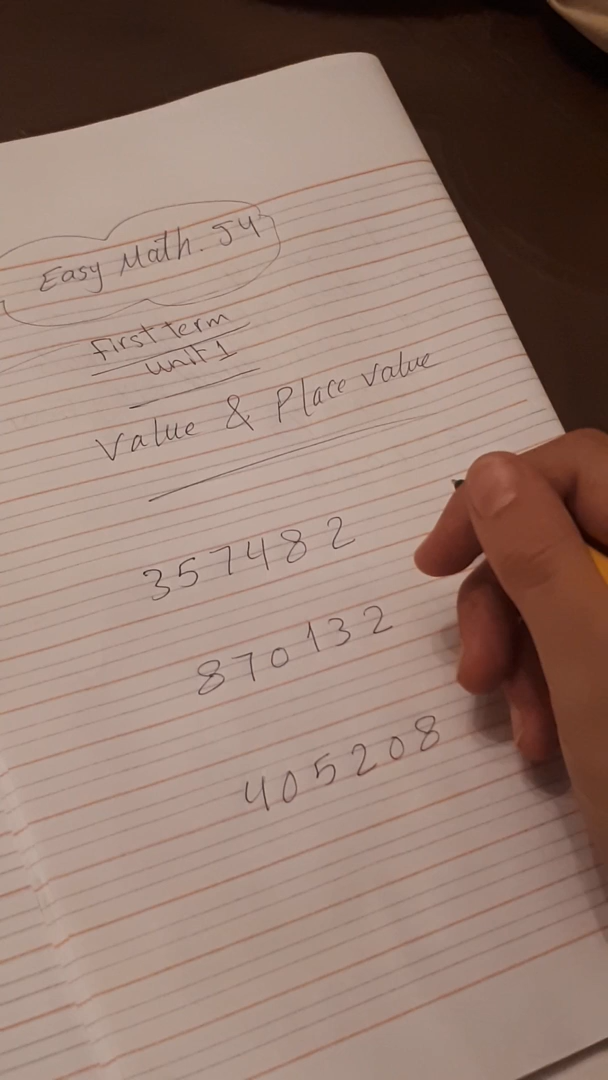 Easy Math. J4
first term
unit 1
Value & Place value
357482
870132
405208